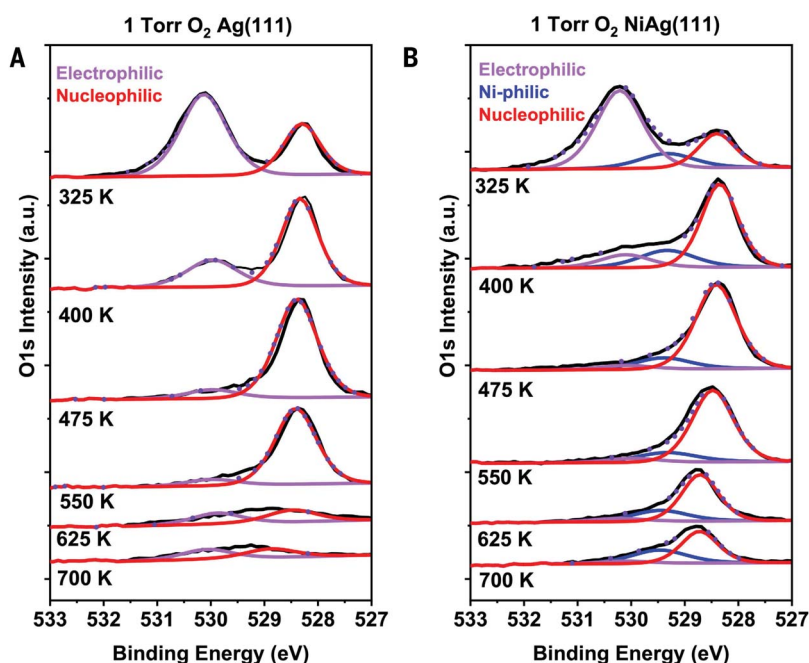 A
1 Torr O₂ Ag(111)
Electrophilic
Nucleophilic
325 K
400 K
475 K
550 K
625 K
700 K
O1s Intensity (a.u.)
533 532 531 530 529 528 527
Binding Energy (eV)
B
1 Torr O₂ NiAg(111)
Electrophilic
Ni-philic
Nucleophilic
325 K
400 K
475 K
550 K
625 K
700 K
O1s Intensity (a.u.)
533 532 531 530 529 528 527
Binding Energy (eV)